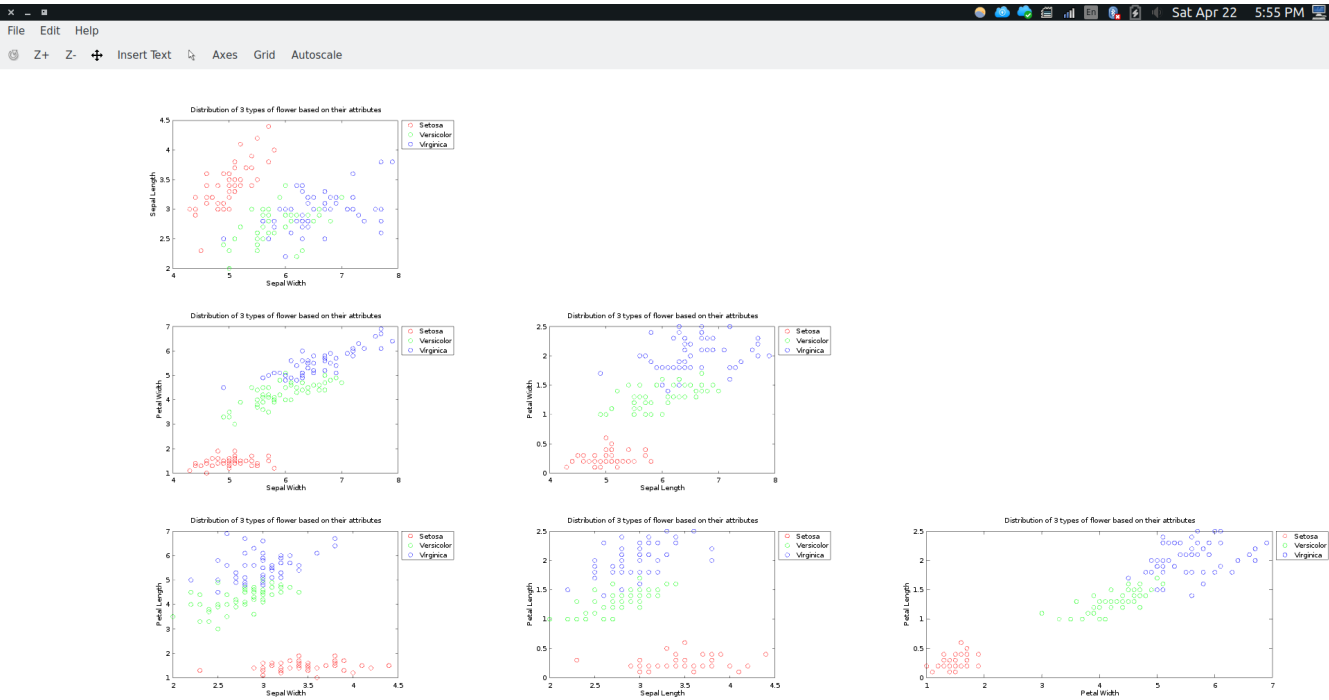 En Sat Apr 22 5:55 PM
File Edit Help
Z+ Z- Insert Text Axes Grid Autoscale
Distribution of 3 types of flower based on their attributes
4.5
4
3.5
3
2.5
2
Sepal Length
4 5 6 7 8
Sepal Width
Setosa
Versicolor
Virginica
Distribution of 3 types of flower based on their attributes
7
6
5
4
3
2
1
Petal Width
4 5 6 7 8
Sepal Width
Setosa
Versicolor
Virginica
Distribution of 3 types of flower based on their attributes
2.5
2
1.5
1
0.5
0
Petal Width
4 5 6 7 8
Sepal Length
Setosa
Versicolor
Virginica
Distribution of 3 types of flower based on their attributes
7
6
5
4
3
2
1
Petal Length
2 2.5 3 3.5 4 4.5
Sepal Width
Setosa
Versicolor
Virginica
Distribution of 3 types of flower based on their attributes
2.5
2
1.5
1
0.5
0
Petal Length
2 2.5 3 3.5 4 4.5
Sepal Length
Setosa
Versicolor
Virginica
Distribution of 3 types of flower based on their attributes
2.5
2
1.5
1
0.5
0
Petal Length
1 2 3 4 5 6 7
Petal Width
Setosa
Versicolor
Virginica